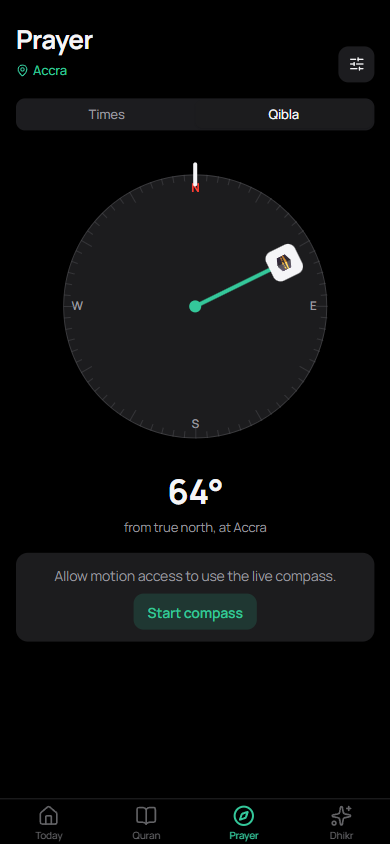 Prayer
Accra
Times
Qibla
N
W
E
S
64°
from true north, at Accra
Allow motion access to use the live compass.
Start compass
Today
Quran
Prayer
Dhikr